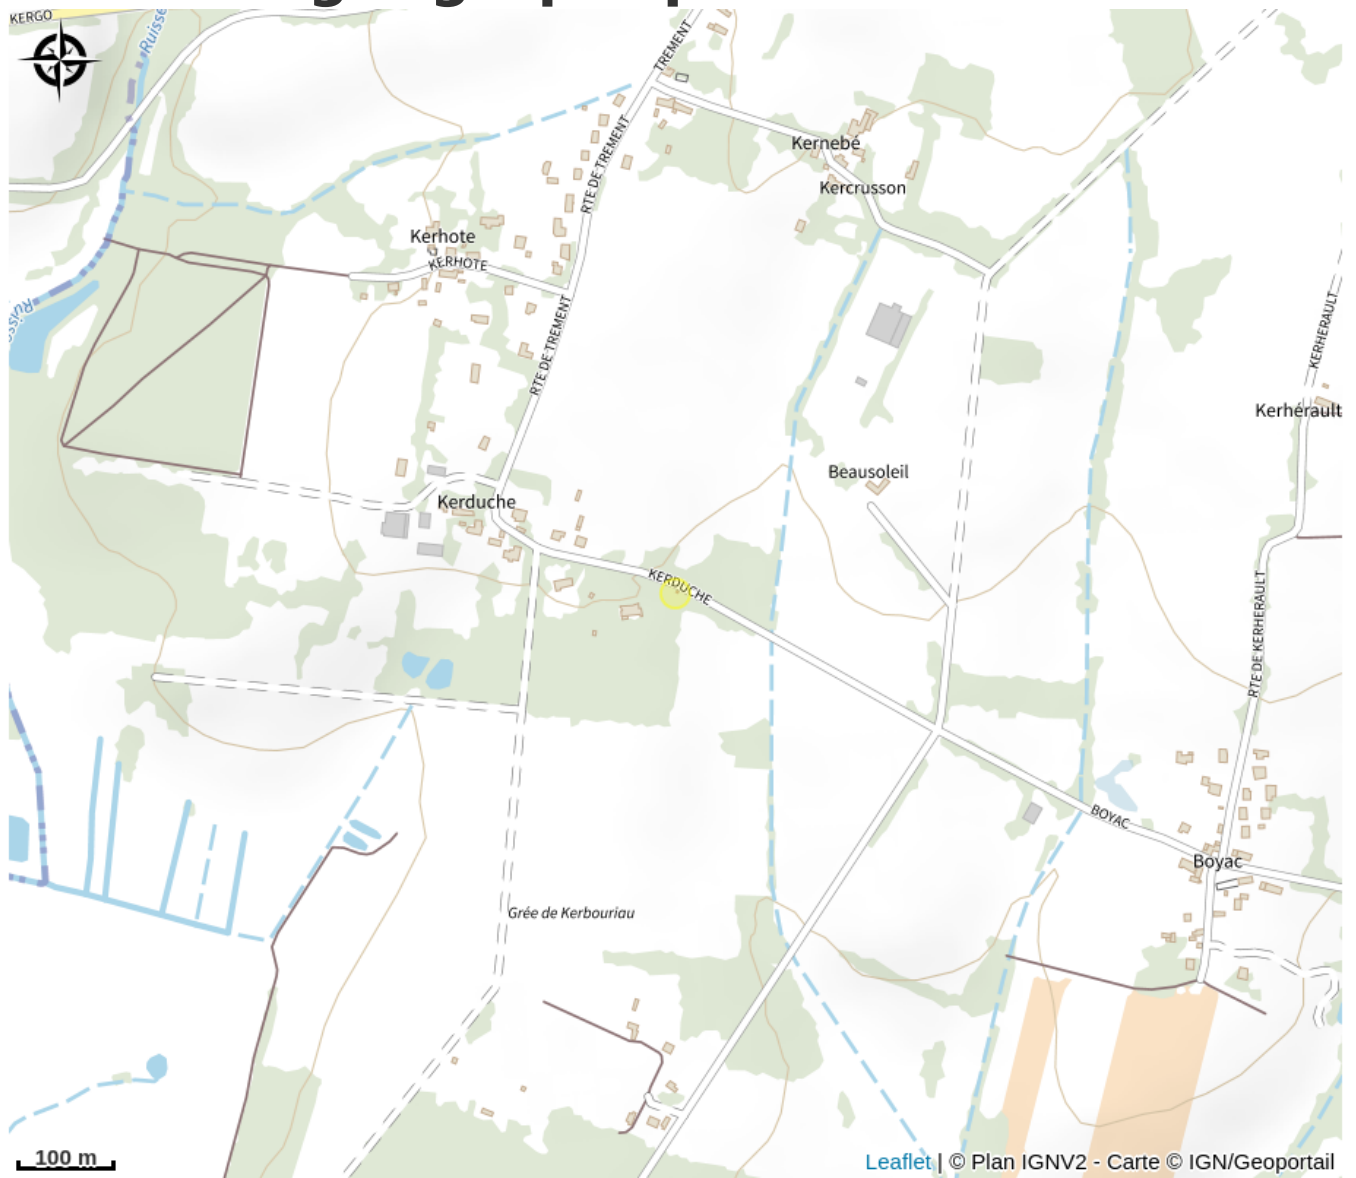 KERGO
TREMENT
Kernebé
RTE DE TREMENT
Kercrusson
Kerhote
KERHOTE
KERHERAULT
RTE DE TREMENT
Kerhérault
Beausoleil
Kerduche
KERDUCHE
RTE DE KERHERAULT
BOYAC
Boyac
Grée de Kerbouriau
100 m
Leaflet | © Plan IGNV2 - Carte © IGN/Geoportail